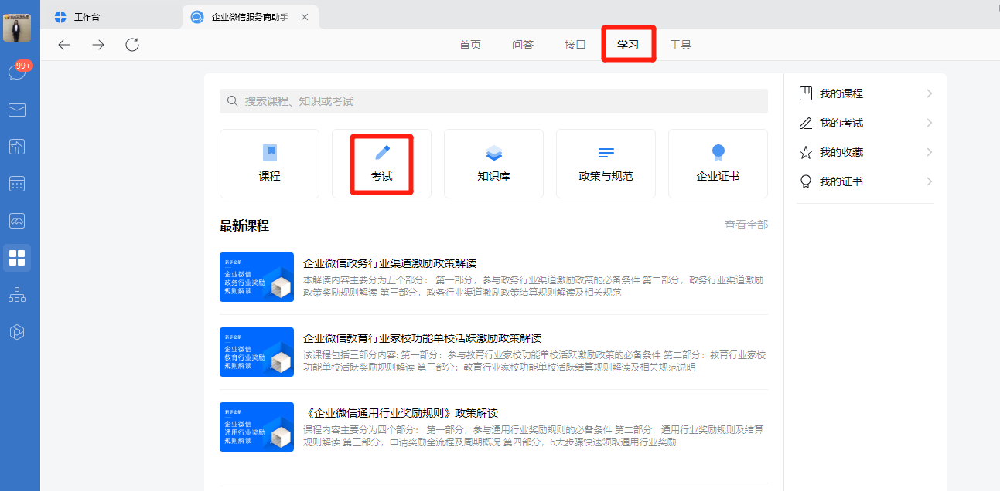 工作台
企业微信服务商助手
99+
首页
问答
接口
学习
工具
搜索课程、知识或考试
课程
考试
知识库
政策与规范
企业证书
我的课程
我的考试
我的收藏
我的证书
最新课程
查看全部
企业微信
政务行业奖励
规则解读
企业微信政务行业渠道激励政策解读
本解读内容主要分为五个部分： 第一部分，参与政务行业渠道激励政策的必备条件 第二部分，政务行业渠道激励
政策奖励规则解读 第三部分，政务行业渠道激励政策结算规则解读及相关规范
企业微信
教育行业奖励
规则解读
企业微信教育行业家校功能单校活跃激励政策解读
该课程包括三部分内容: 第一部分：参与教育行业家校功能单校活跃激励政策的必备条件 第二部分：教育行业家校
功能单校活跃奖励规则解读 第三部分：教育行业家校功能单校活跃结算规则解读及相关规范说明
企业微信
通用行业奖励
规则解读
《企业微信通用行业奖励规则》政策解读
课程内容主要分为四个部分： 第一部分，参与通用行业奖励规则的必备条件 第二部分，通用行业奖励规则及结算
规则解读 第三部分，申请奖励全流程及周期概况 第四部分，6大步骤快速领取通用行业奖励